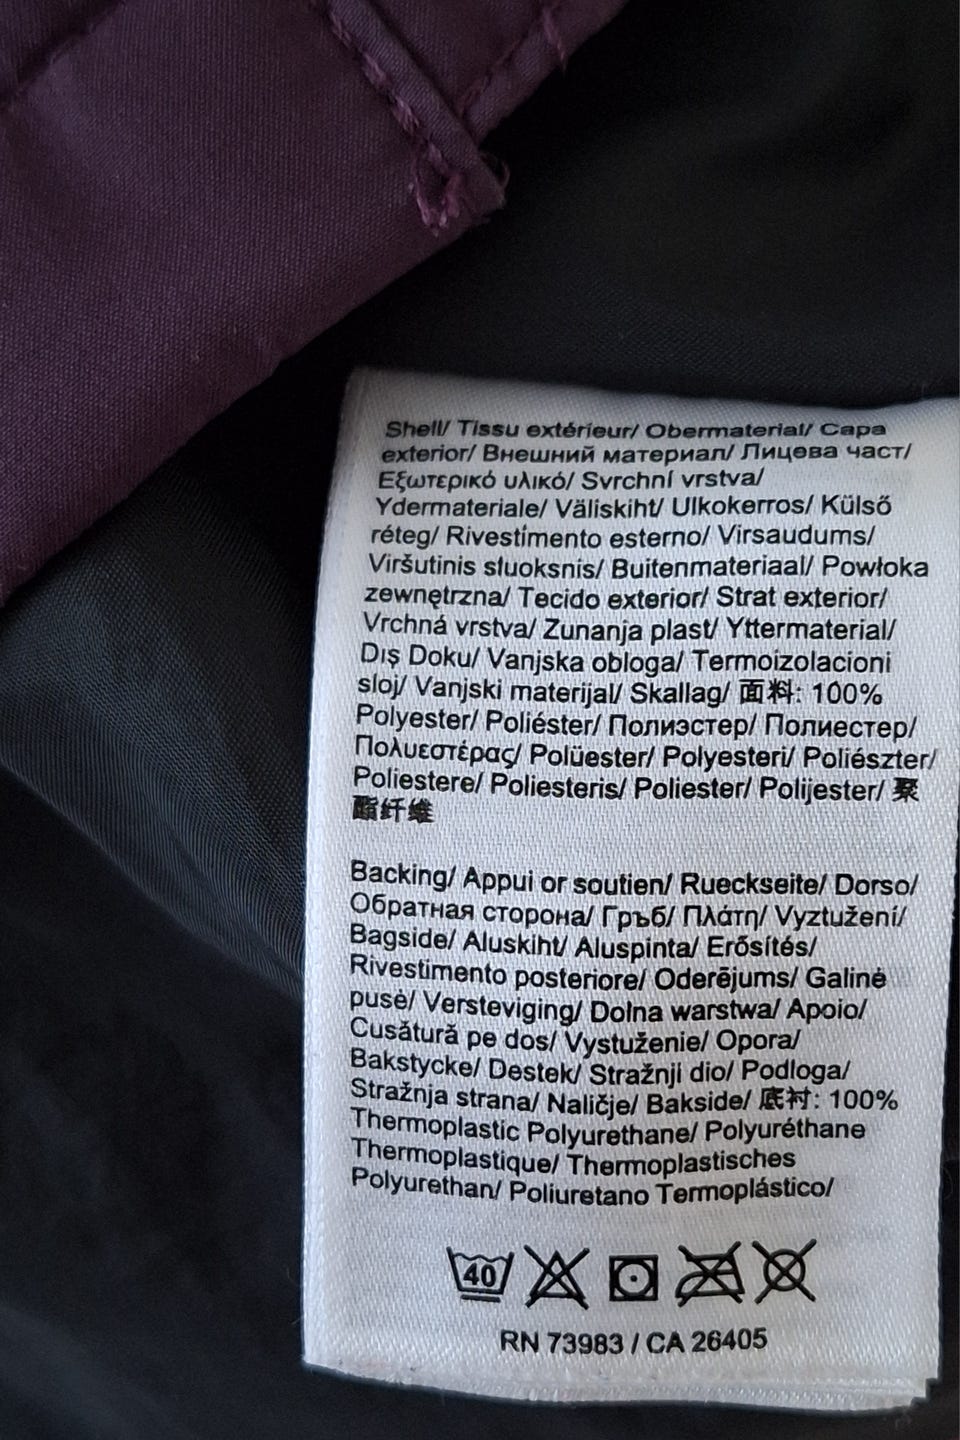 Shell/ Tissu extérieur/ Obermaterial/ Capa
exterior/ Внешний материал/ Лицева част/
Εξωτερικό υλικό/ Svrchní vrstva/
Ydermateriale/ Väliskiht/ Ulkokerros/ Külső
réteg/ Rivestimento esterno/ Virsaudums/
Viršutinis sluoksnis/ Buitenmateriaal/ Powłoka
zewnętrzna/ Tecido exterior/ Strat exterior/
Vrchná vrstva/ Zunanja plast/ Yttermaterial/
Dış Doku/ Vanjska obloga/ Termoizolacioni
sloj/ Vanjski materijal/ Skallag/ 面料: 100%
Polyester/ Poliéster/ Полиэстер/ Полиестер/
Πολυεστέρας/ Polüester/ Polyesteri/ Poliészter/
Poliestere/ Poliesteris/ Poliester/ Polijester/ 聚
酯纤维
Backing/ Appui or soutien/ Rueckseite/ Dorso/
Обратная сторона/ Гръб/ Πλάτη/ Vyztužení/
Bagside/ Aluskiht/ Aluspinta/ Erősítés/
Rivestimento posteriore/ Oderējums/ Galinė
pusė/ Versteviging/ Dolna warstwa/ Apoio/
Cusătură pe dos/ Vystuženie/ Opora/
Bakstycke/ Destek/ Stražnji dio/ Podloga/
Stražnja strana/ Naličje/ Bakside/ 底衬: 100%
Thermoplastic Polyurethane/ Polyuréthane
Thermoplastique/ Thermoplastisches
Polyurethan/ Poliuretano Termoplástico/
40
RN 73983 / CA 26405